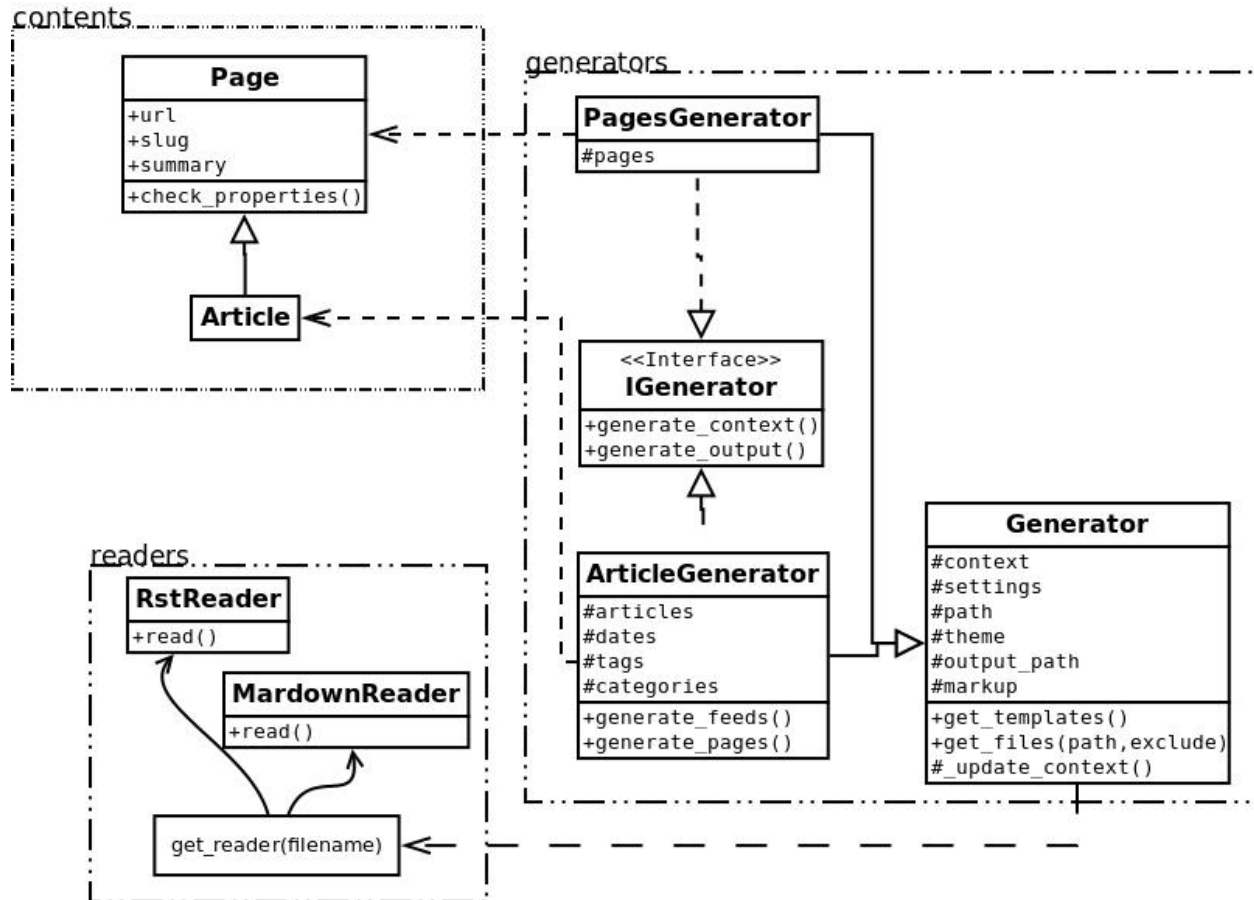 contents
Page
+url
+slug
+summary
+check_properties()
Article
generators
PagesGenerator
#pages
<<Interface>>
IGenerator
+generate_context()
+generate_output()
ArticleGenerator
#articles
#dates
#tags
#categories
+generate_feeds()
+generate_pages()
Generator
#context
#settings
#path
#theme
#output_path
#markup
+get_templates()
+get_files(path,exclude)
#_update_context()
readers
RstReader
+read()
MardownReader
+read()
get_reader(filename)